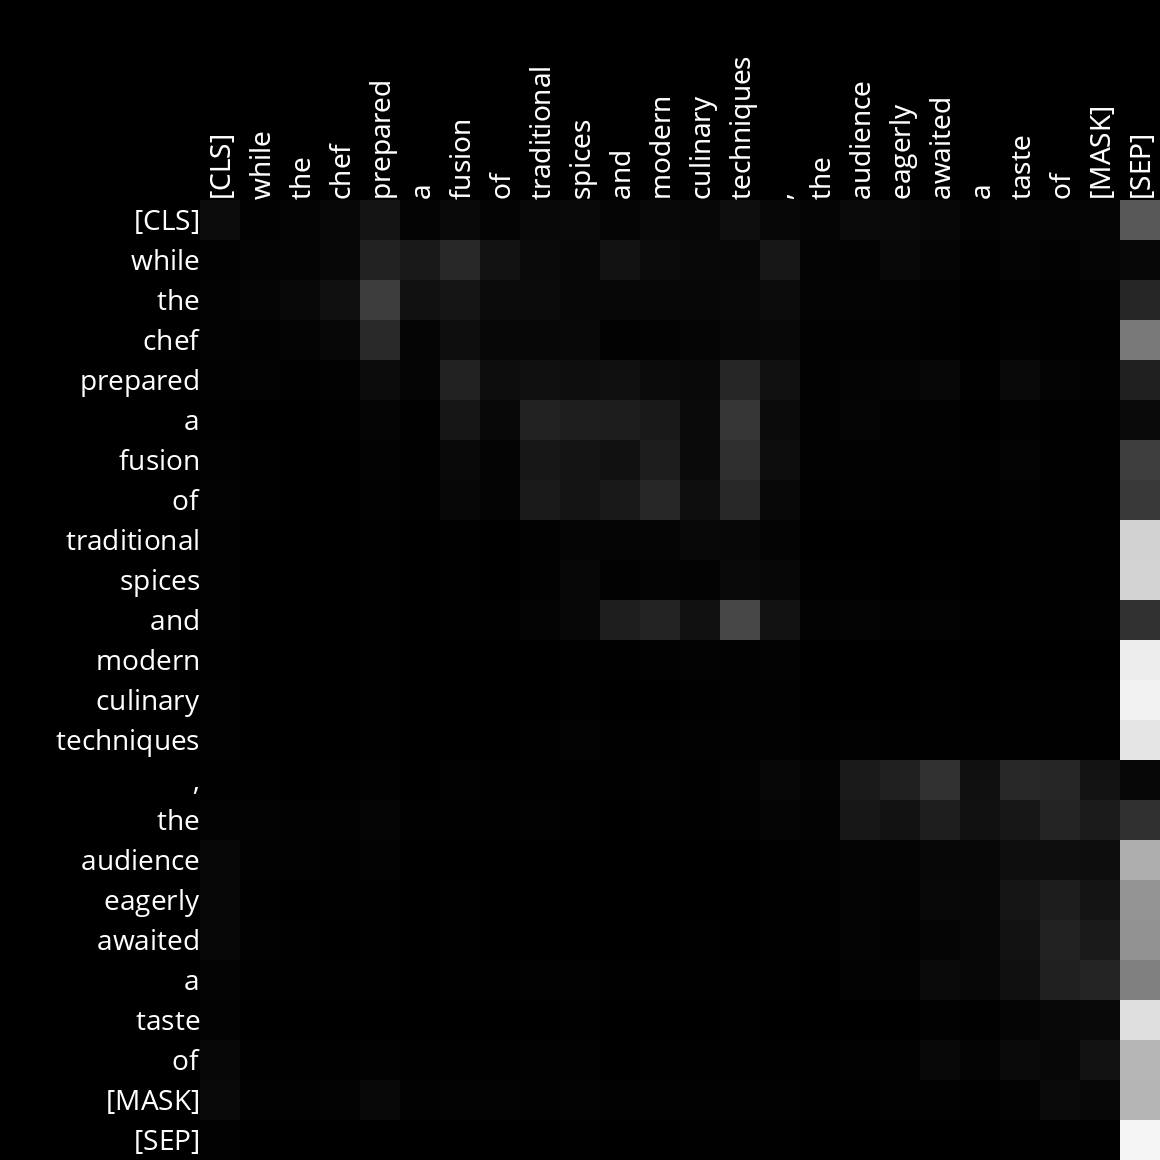 [CLS] while the chef prepared a fusion of traditional spices and modern culinary techniques , the audience eagerly awaited a taste of [MASK] [SEP]
[CLS]
while
the
chef
prepared
a
fusion
of
traditional
spices
and
modern
culinary
techniques
,
the
audience
eagerly
awaited
a
taste
of
[MASK]
[SEP]